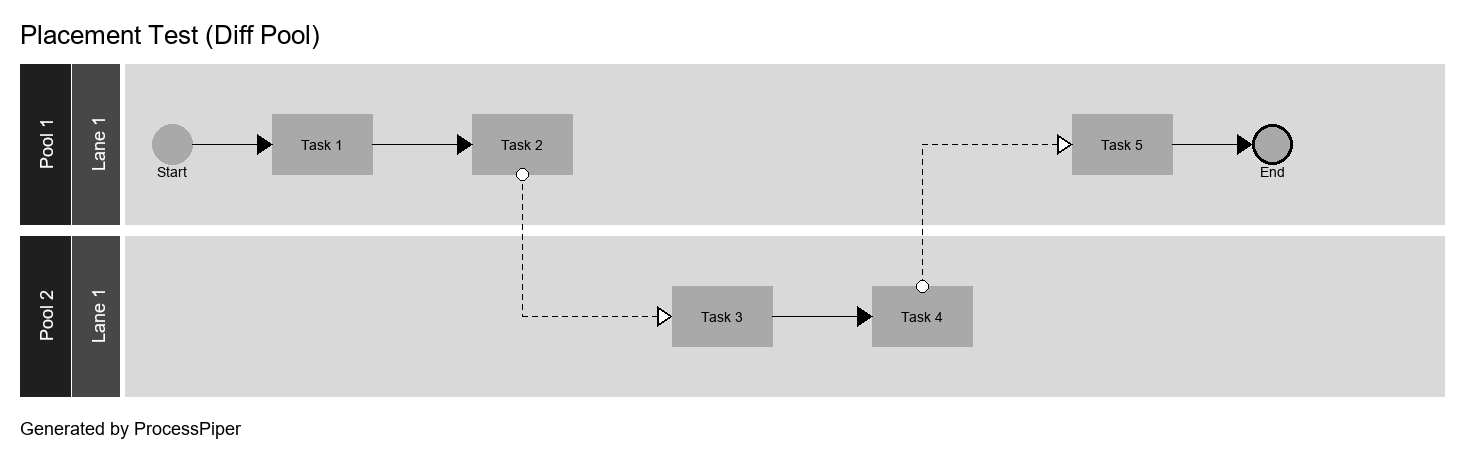 Placement Test (Diff Pool)
Pool 1
Lane 1
Start
Task 1
Task 2
Task 5
End
Pool 2
Lane 1
Task 3
Task 4
Generated by ProcessPiper